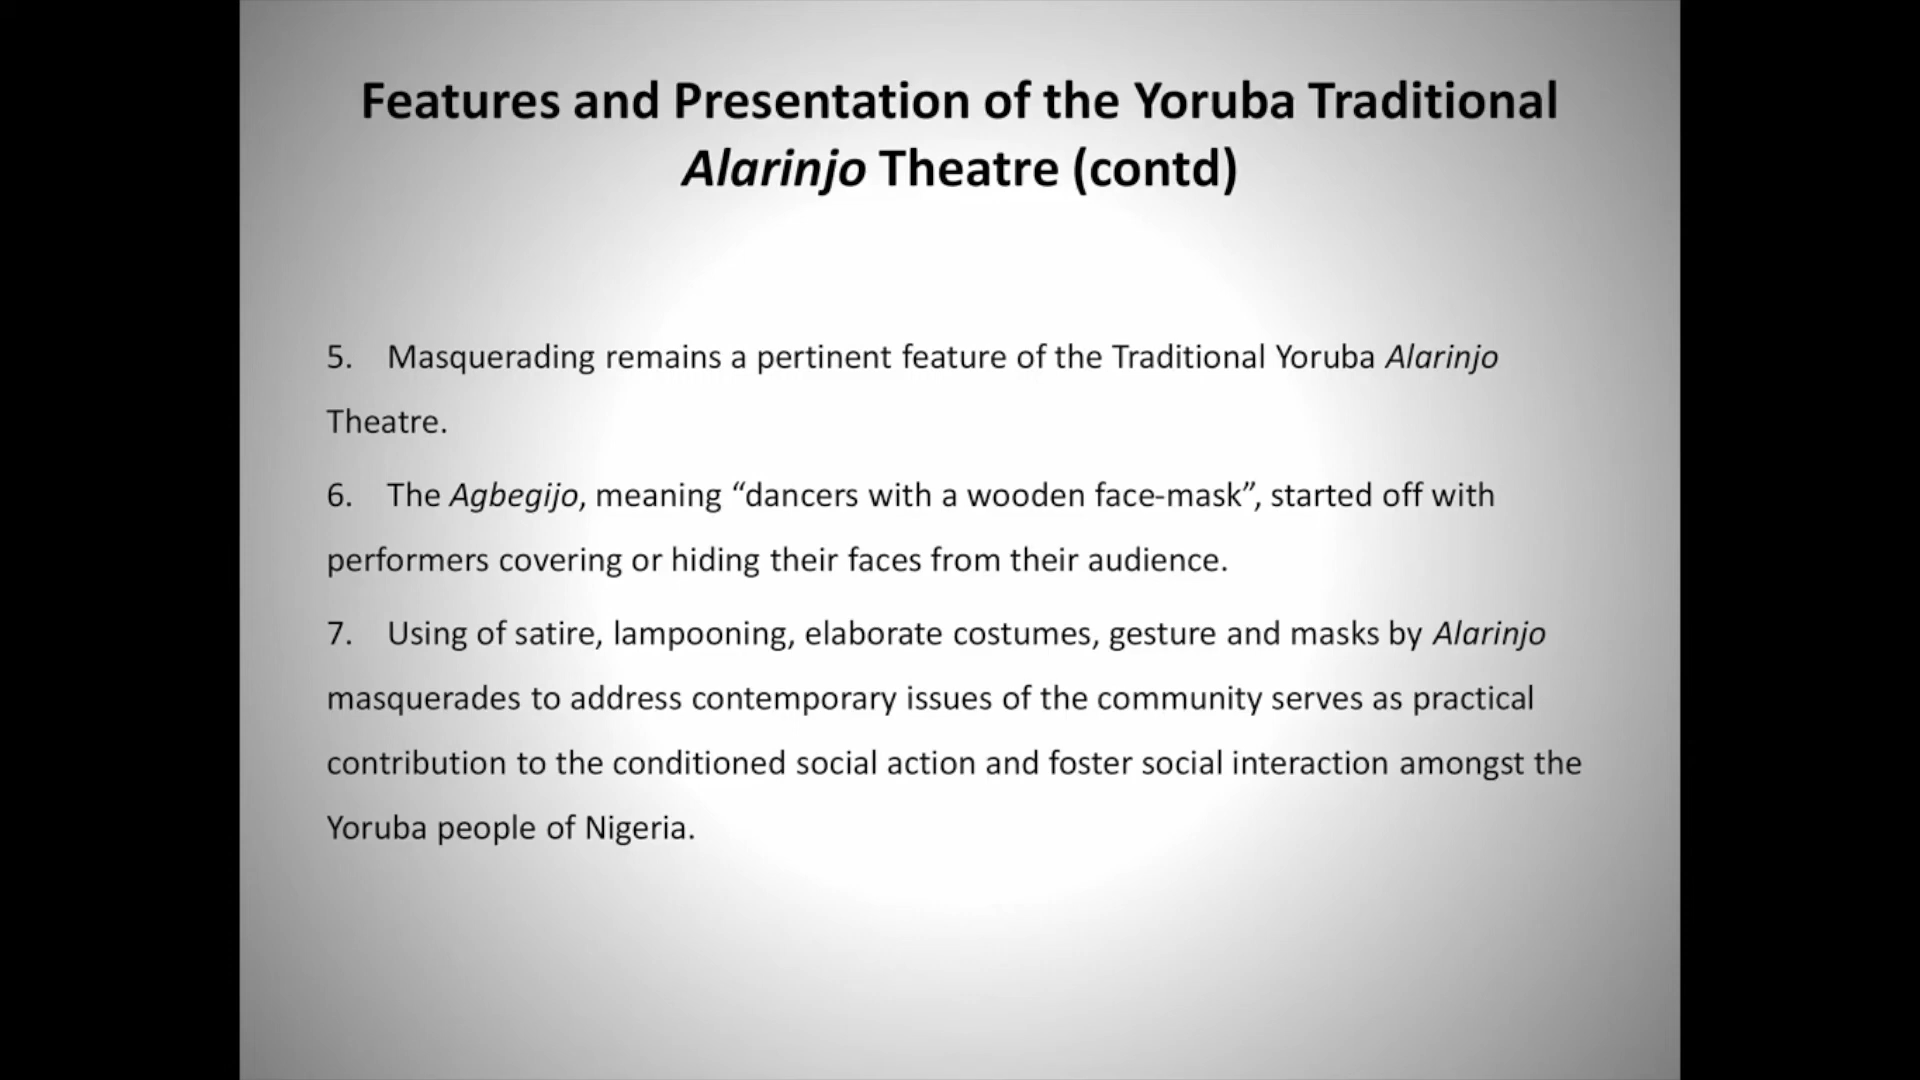 Features and Presentation of the Yoruba Traditional
Alarinjo Theatre (contd)
5. Masquerading remains a pertinent feature of the Traditional Yoruba Alarinjo
Theatre.
6. The Agbegijo, meaning “dancers with a wooden face-mask”, started off with
performers covering or hiding their faces from their audience.
7. Using of satire, lampooning, elaborate costumes, gesture and masks by Alarinjo
masquerades to address contemporary issues of the community serves as practical
contribution to the conditioned social action and foster social interaction amongst the
Yoruba people of Nigeria.